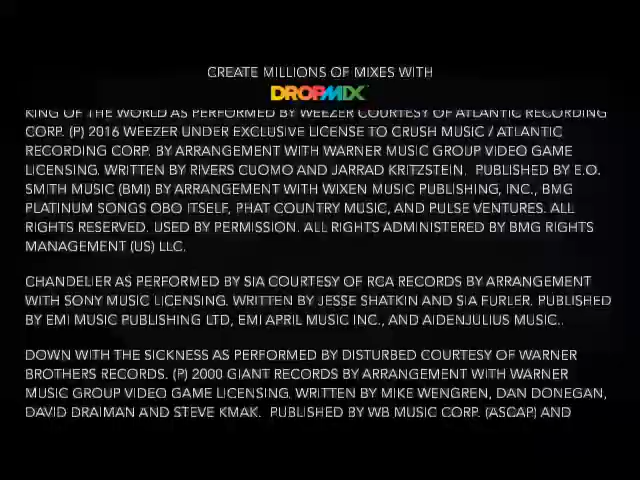 CREATE MILLIONS OF MIXES WITH
DROPMIX
KING OF THE WORLD AS PERFORMED BY WEEZER COURTESY OF ATLANTIC RECORDING
CORP. (P) 2016 WEEZER UNDER EXCLUSIVE LICENSE TO CRUSH MUSIC / ATLANTIC
RECORDING CORP. BY ARRANGEMENT WITH WARNER MUSIC GROUP VIDEO GAME
LICENSING. WRITTEN BY RIVERS CUOMO AND JARRAD KRITZSTEIN.  PUBLISHED BY E.O.
SMITH MUSIC (BMI) BY ARRANGEMENT WITH WIXEN MUSIC PUBLISHING, INC., BMG
PLATINUM SONGS OBO ITSELF, PHAT COUNTRY MUSIC, AND PULSE VENTURES. ALL
RIGHTS RESERVED. USED BY PERMISSION. ALL RIGHTS ADMINISTERED BY BMG RIGHTS
MANAGEMENT (US) LLC.
CHANDELIER AS PERFORMED BY SIA COURTESY OF RCA RECORDS BY ARRANGEMENT
WITH SONY MUSIC LICENSING. WRITTEN BY JESSE SHATKIN AND SIA FURLER. PUBLISHED
BY EMI MUSIC PUBLISHING LTD, EMI APRIL MUSIC INC., AND AIDENJULIUS MUSIC..
DOWN WITH THE SICKNESS AS PERFORMED BY DISTURBED COURTESY OF WARNER
BROTHERS RECORDS. (P) 2000 GIANT RECORDS BY ARRANGEMENT WITH WARNER
MUSIC GROUP VIDEO GAME LICENSING. WRITTEN BY MIKE WENGREN, DAN DONEGAN,
DAVID DRAIMAN AND STEVE KMAK.  PUBLISHED BY WB MUSIC CORP. (ASCAP) AND